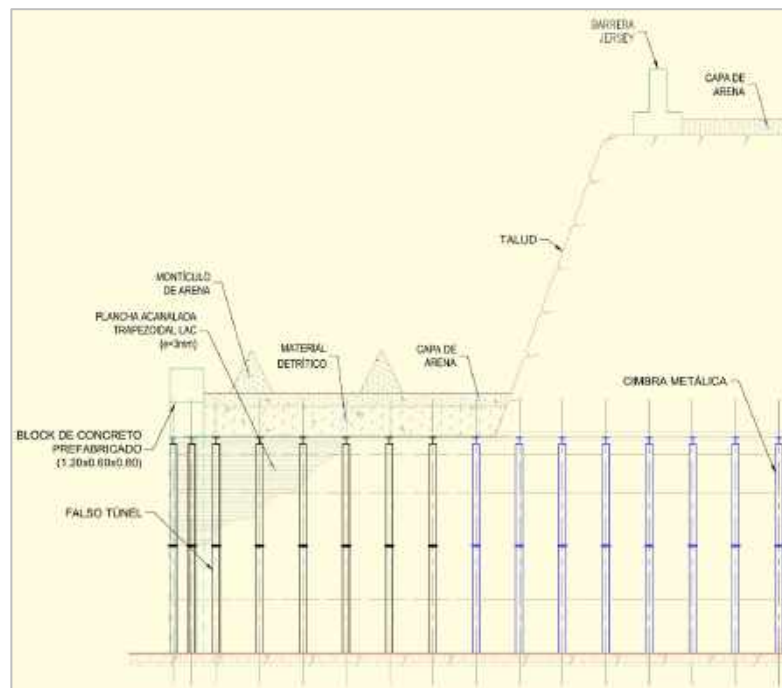 BARRERA
JERSEY
CAPA DE
ARENA
TALUD
MONTÍCULO
DE ARENA
PLANCHA ACANALADA
TRAPEZOIDAL LAC
(e=3mm)
MATERIAL
DETRÍTICO
CAPA DE
ARENA
CIMBRA METÁLICA
BLOCK DE CONCRETO
PREFABRICADO
(1.20x0.60x0.60)
FALSO TÚNEL